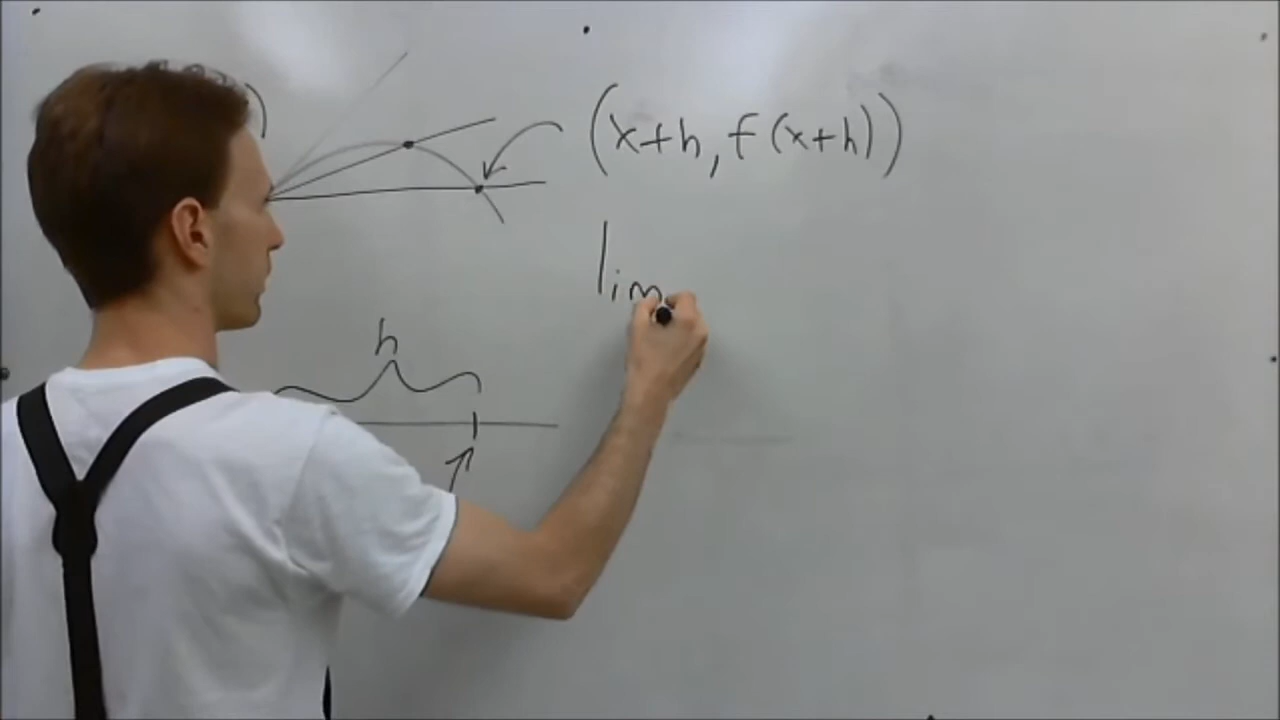 (x+h, f(x+h))
lim
h